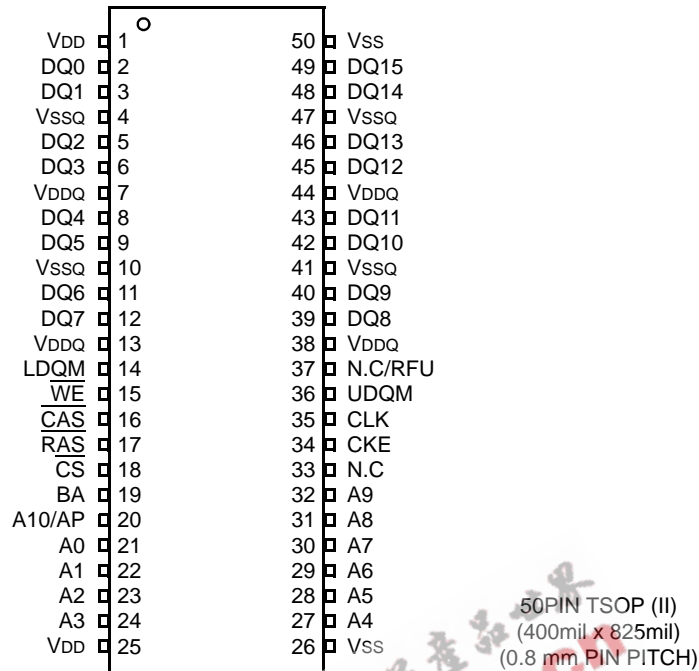 VDD 1 50 VSS
DQ0 2 49 DQ15
DQ1 3 48 DQ14
VSSQ 4 47 VSSQ
DQ2 5 46 DQ13
DQ3 6 45 DQ12
VDDQ 7 44 VDDQ
DQ4 8 43 DQ11
DQ5 9 42 DQ10
VSSQ 10 41 VSSQ
DQ6 11 40 DQ9
DQ7 12 39 DQ8
VDDQ 13 38 VDDQ
LDQM 14 37 N.C/RFU
WE 15 36 UDQM
CAS 16 35 CLK
RAS 17 34 CKE
CS 18 33 N.C
BA 19 32 A9
A10/AP 20 31 A8
A0 21 30 A7
A1 22 29 A6
A2 23 28 A5
A3 24 27 A4
VDD 25 26 VSS
50PIN TSOP (II)
(400mil x 825mil)
(0.8 mm PIN PITCH)